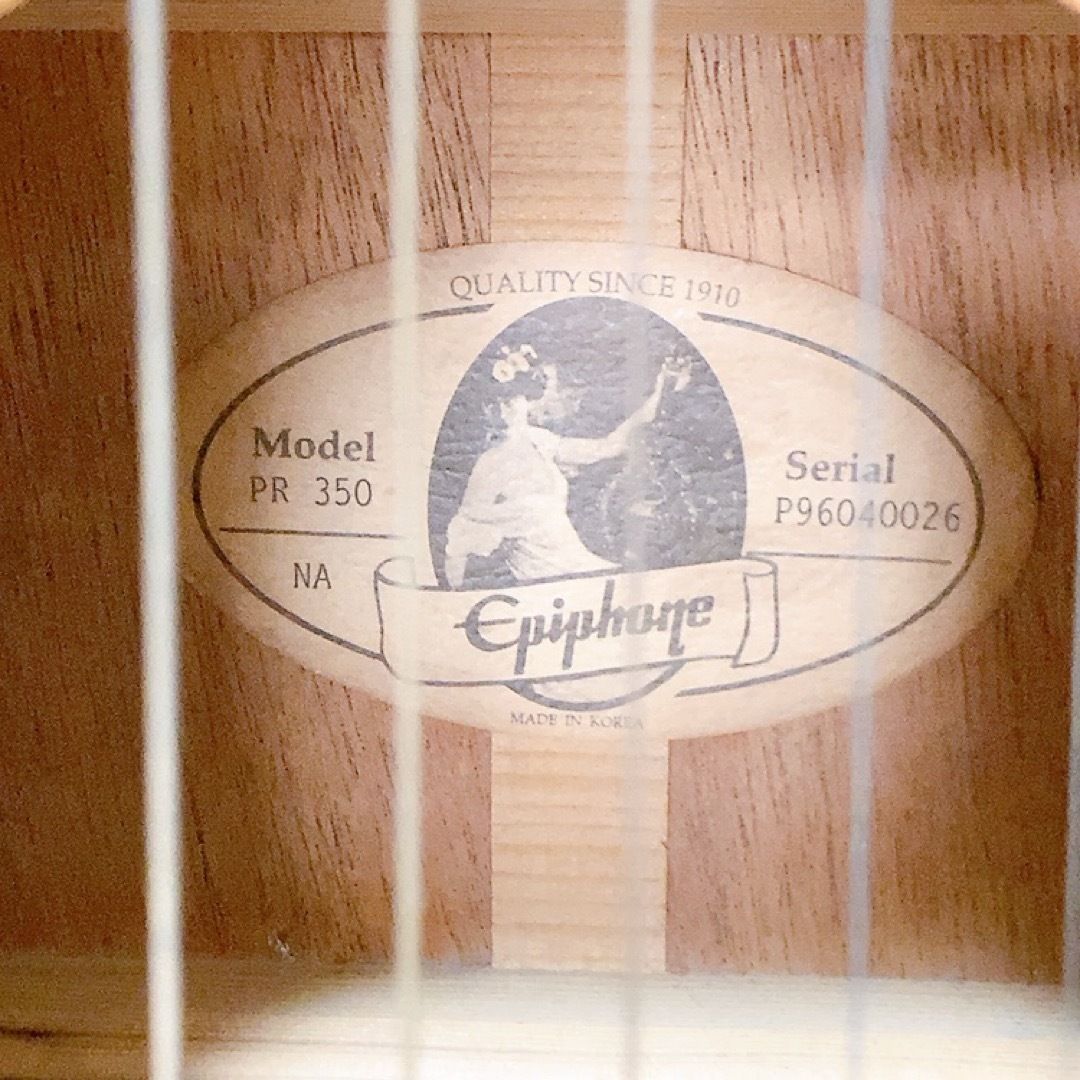 QUALITY SINCE 1910
Model
PR 350
NA
Serial
P96040026
Epiphone
MADE IN KOREA